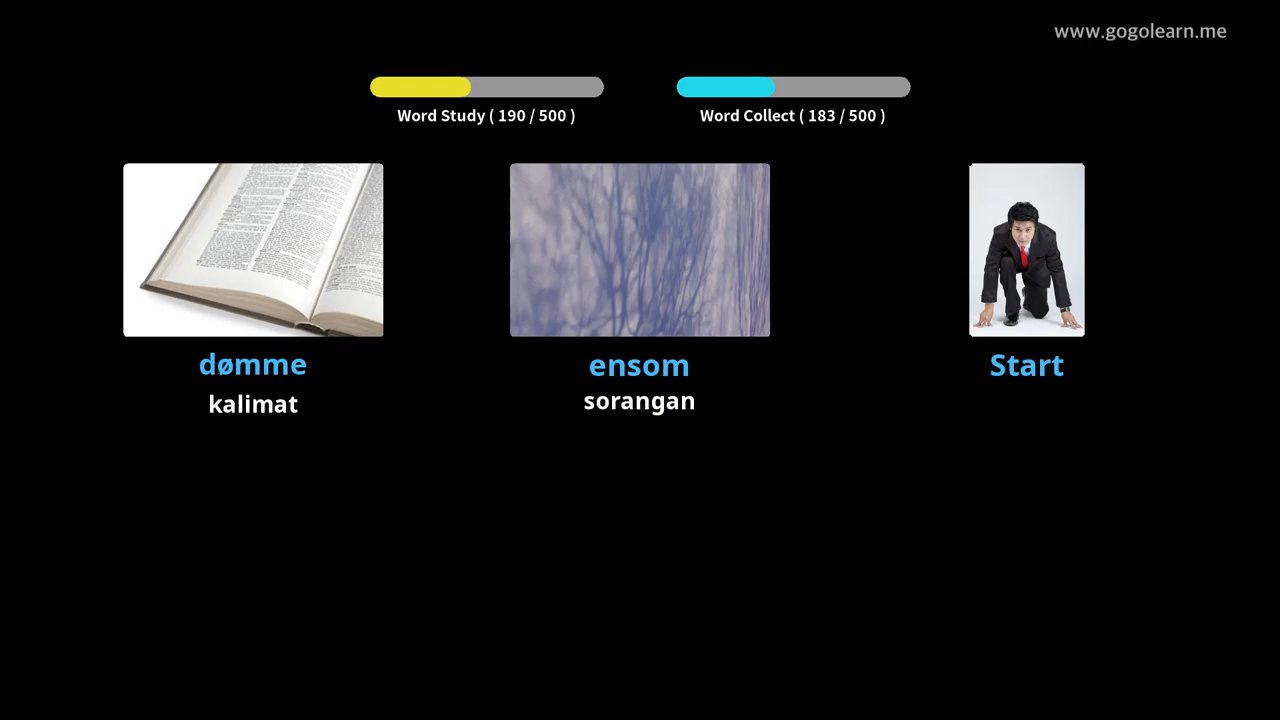 www.gogolearn.me
Word Study ( 190 / 500 )
Word Collect ( 183 / 500 )
dømme
ensom
Start
kalimat
sorangan